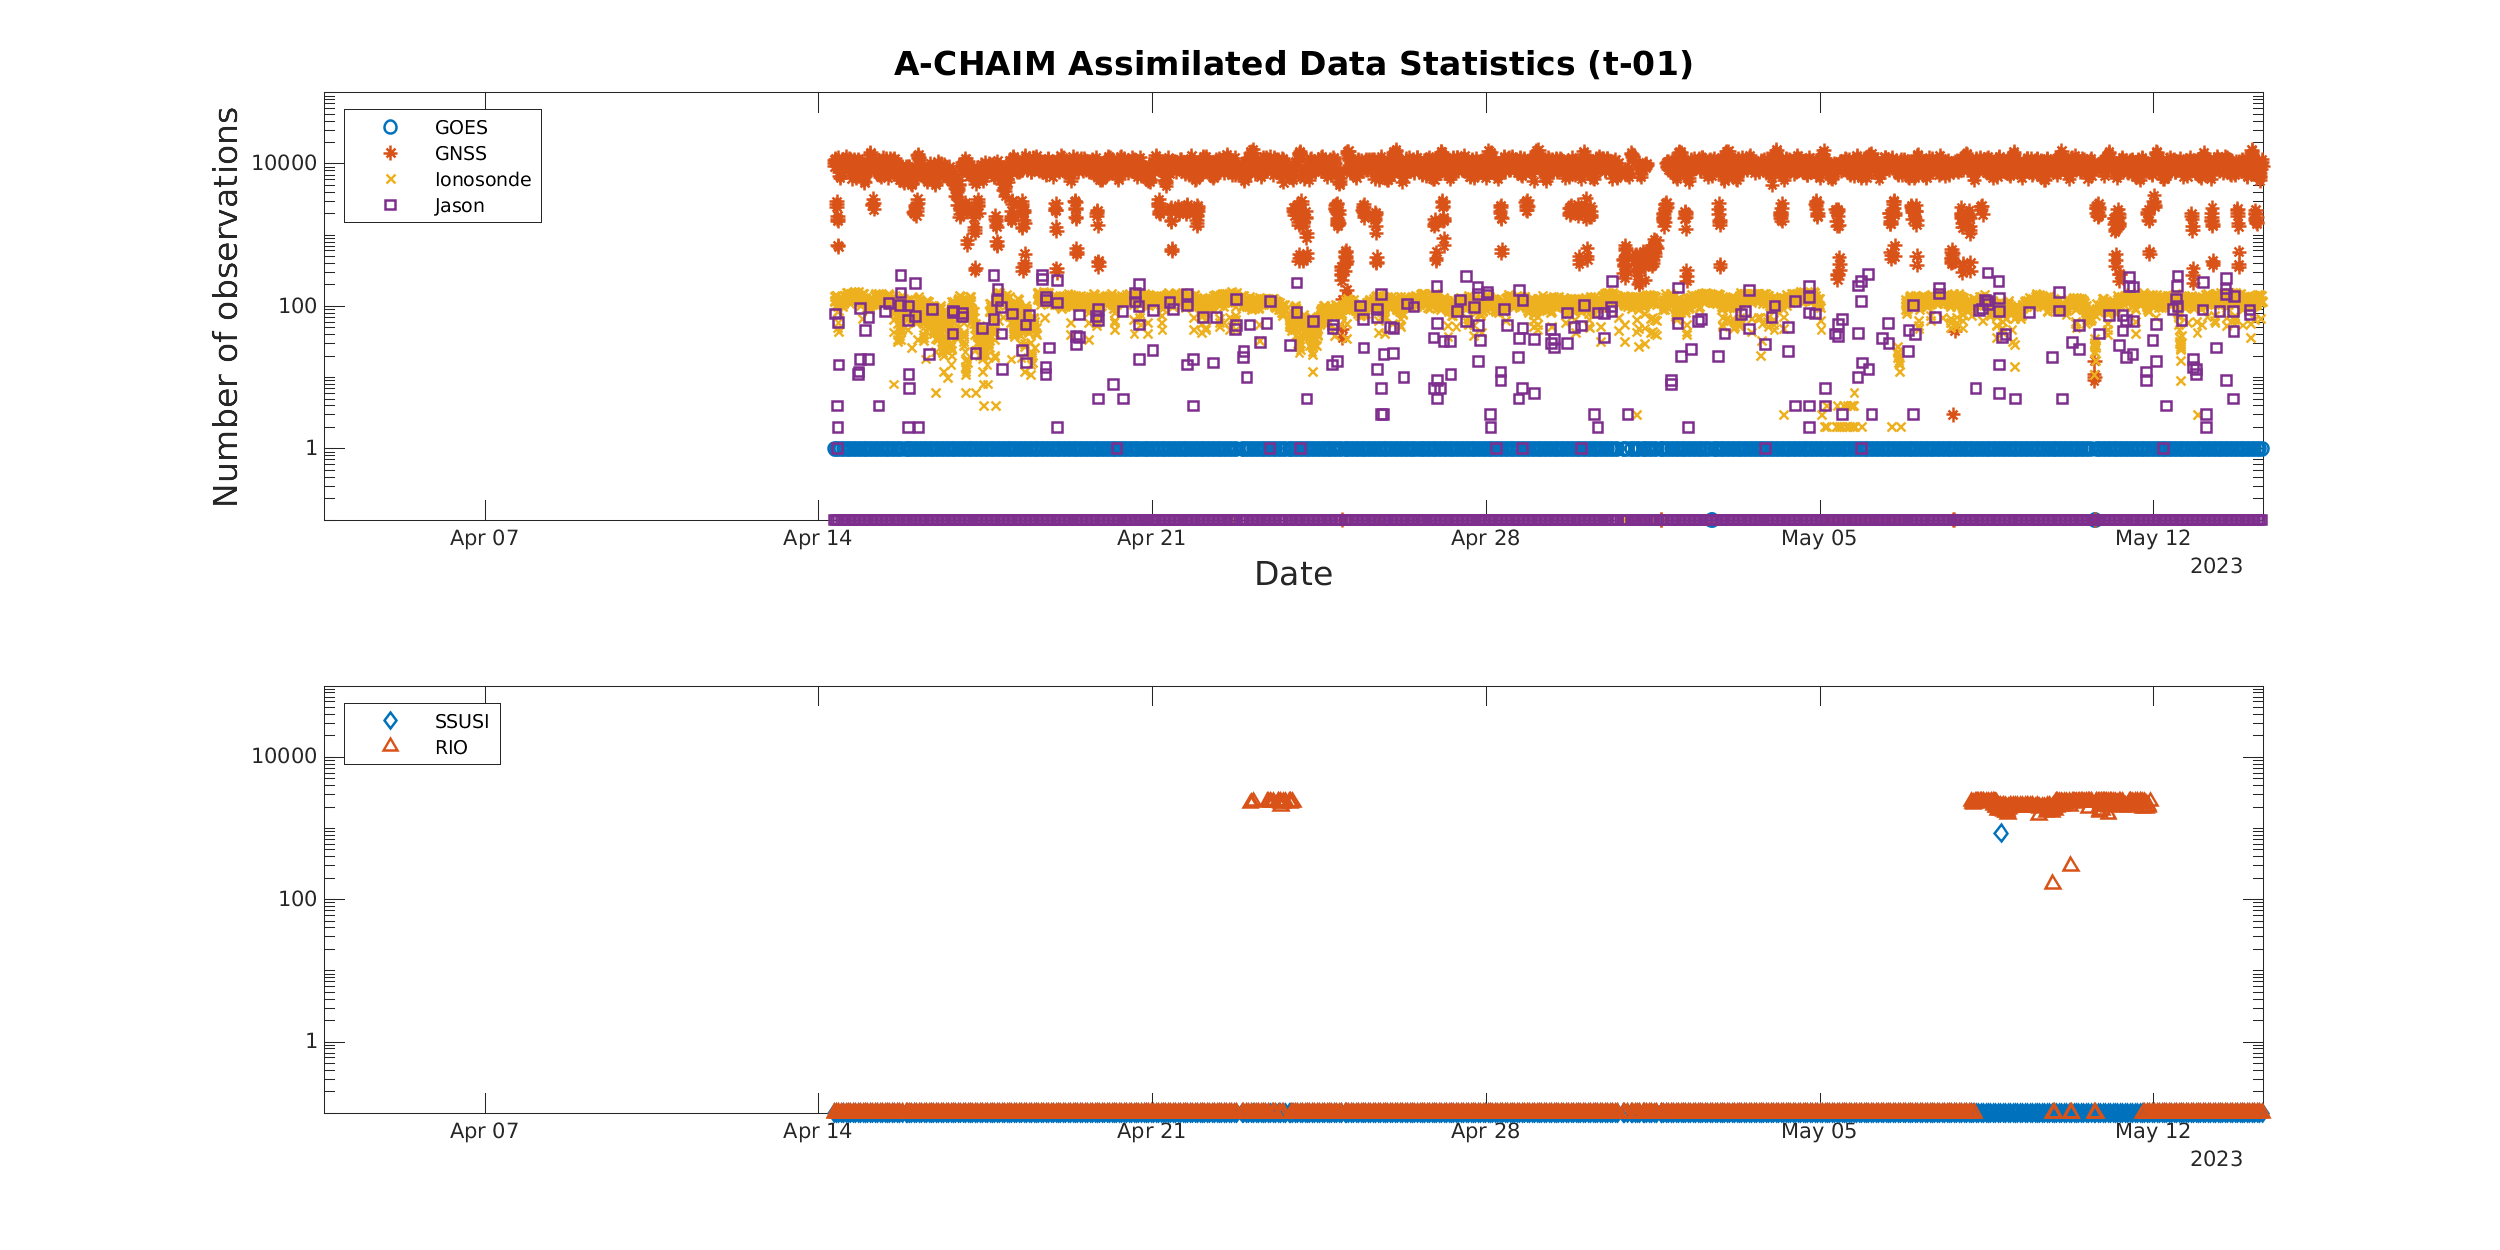 A-CHAIM Assimilated Data Statistics (t-01)
Number of observations
GOES
GNSS
Ionosonde
Jason
10000
100
1
Apr 07 Apr 14 Apr 21 Apr 28 May 05 May 12
2023
Date
SSUSI
RIO
10000
100
1
Apr 07 Apr 14 Apr 21 Apr 28 May 05 May 12
2023